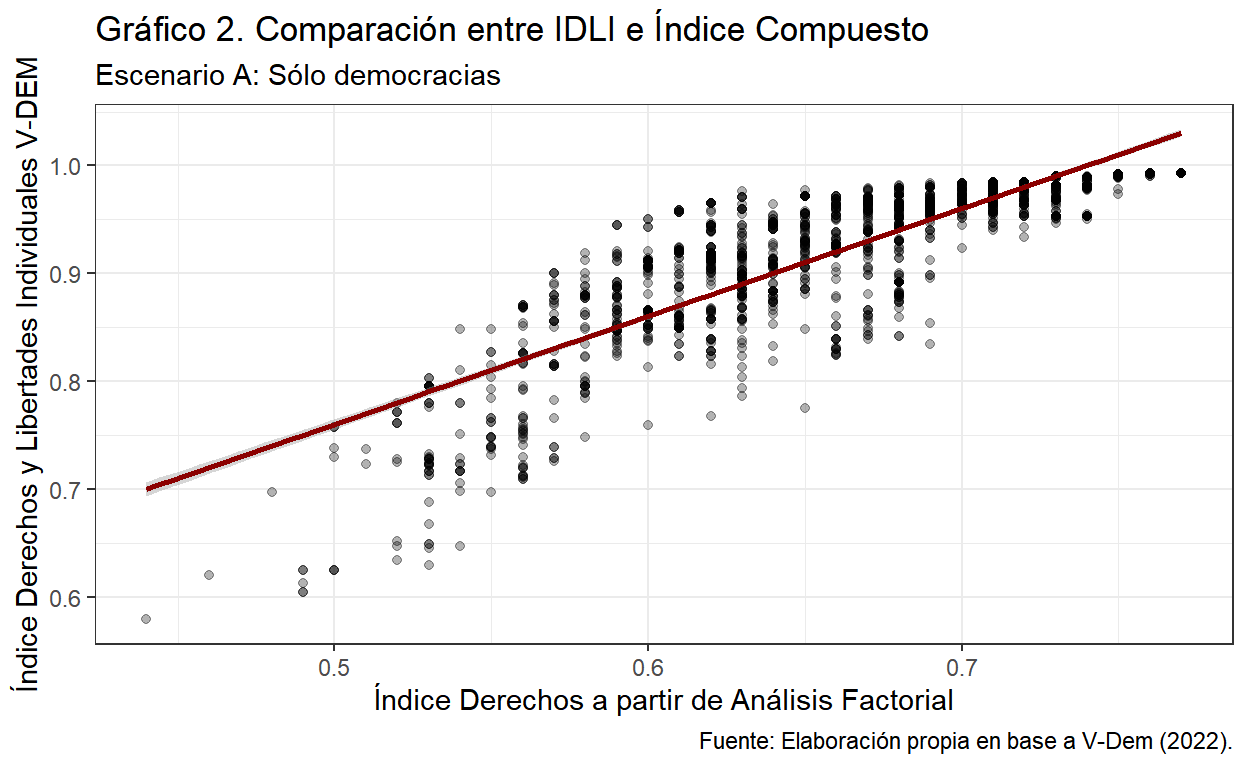 Gráfico 2. Comparación entre IDLI e Índice Compuesto
Escenario A: Sólo democracias
Índice Derechos y Libertades Individuales V-DEM
1.0
0.9
0.8
0.7
0.6
0.5
0.6
0.7
Índice Derechos a partir de Análisis Factorial
Fuente: Elaboración propia en base a V-Dem (2022).